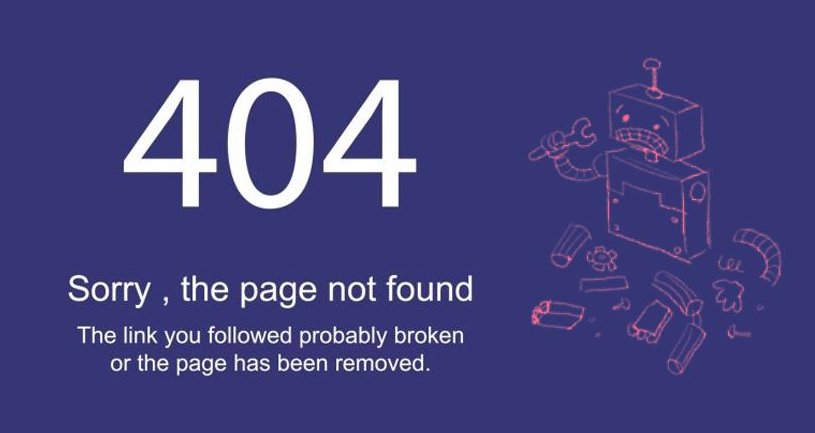 404
Sorry , the page not found
The link you followed probably broken
or the page has been removed.